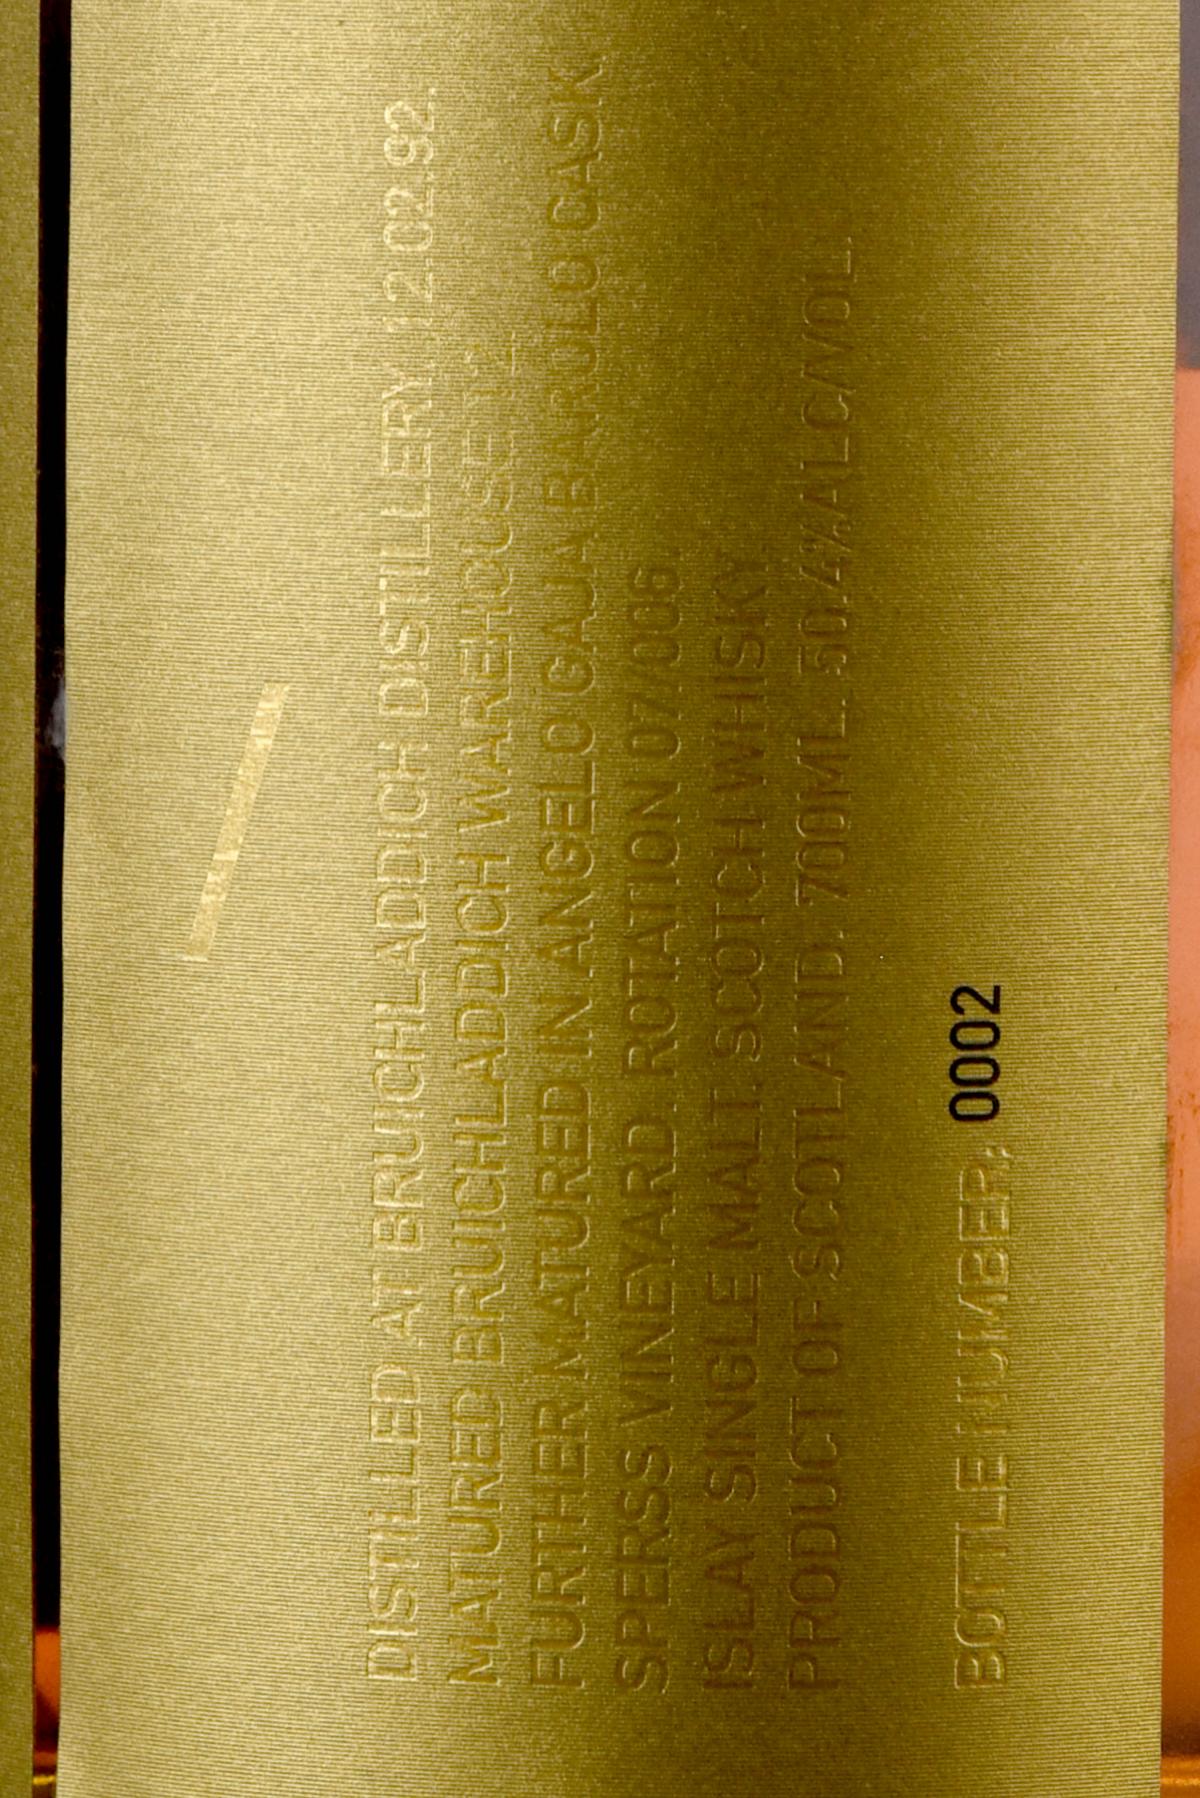 DISTILLED AT BRUICHLADDICH DISTILLERY 12.02.92.
MATURED BRUICHLADDICH WAREHOUSE 12
FURTHER MATURED IN ANGELO GAJA BAROLO CASK
SPERSS VINEYARD. ROTATION 07/006.
ISLAY SINGLE MALT. SCOTCH WHISKY.
PRODUCT OF SCOTLAND. 700ML. 50.4%ALC/VOL.
BOTTLE NUMBER: 0002